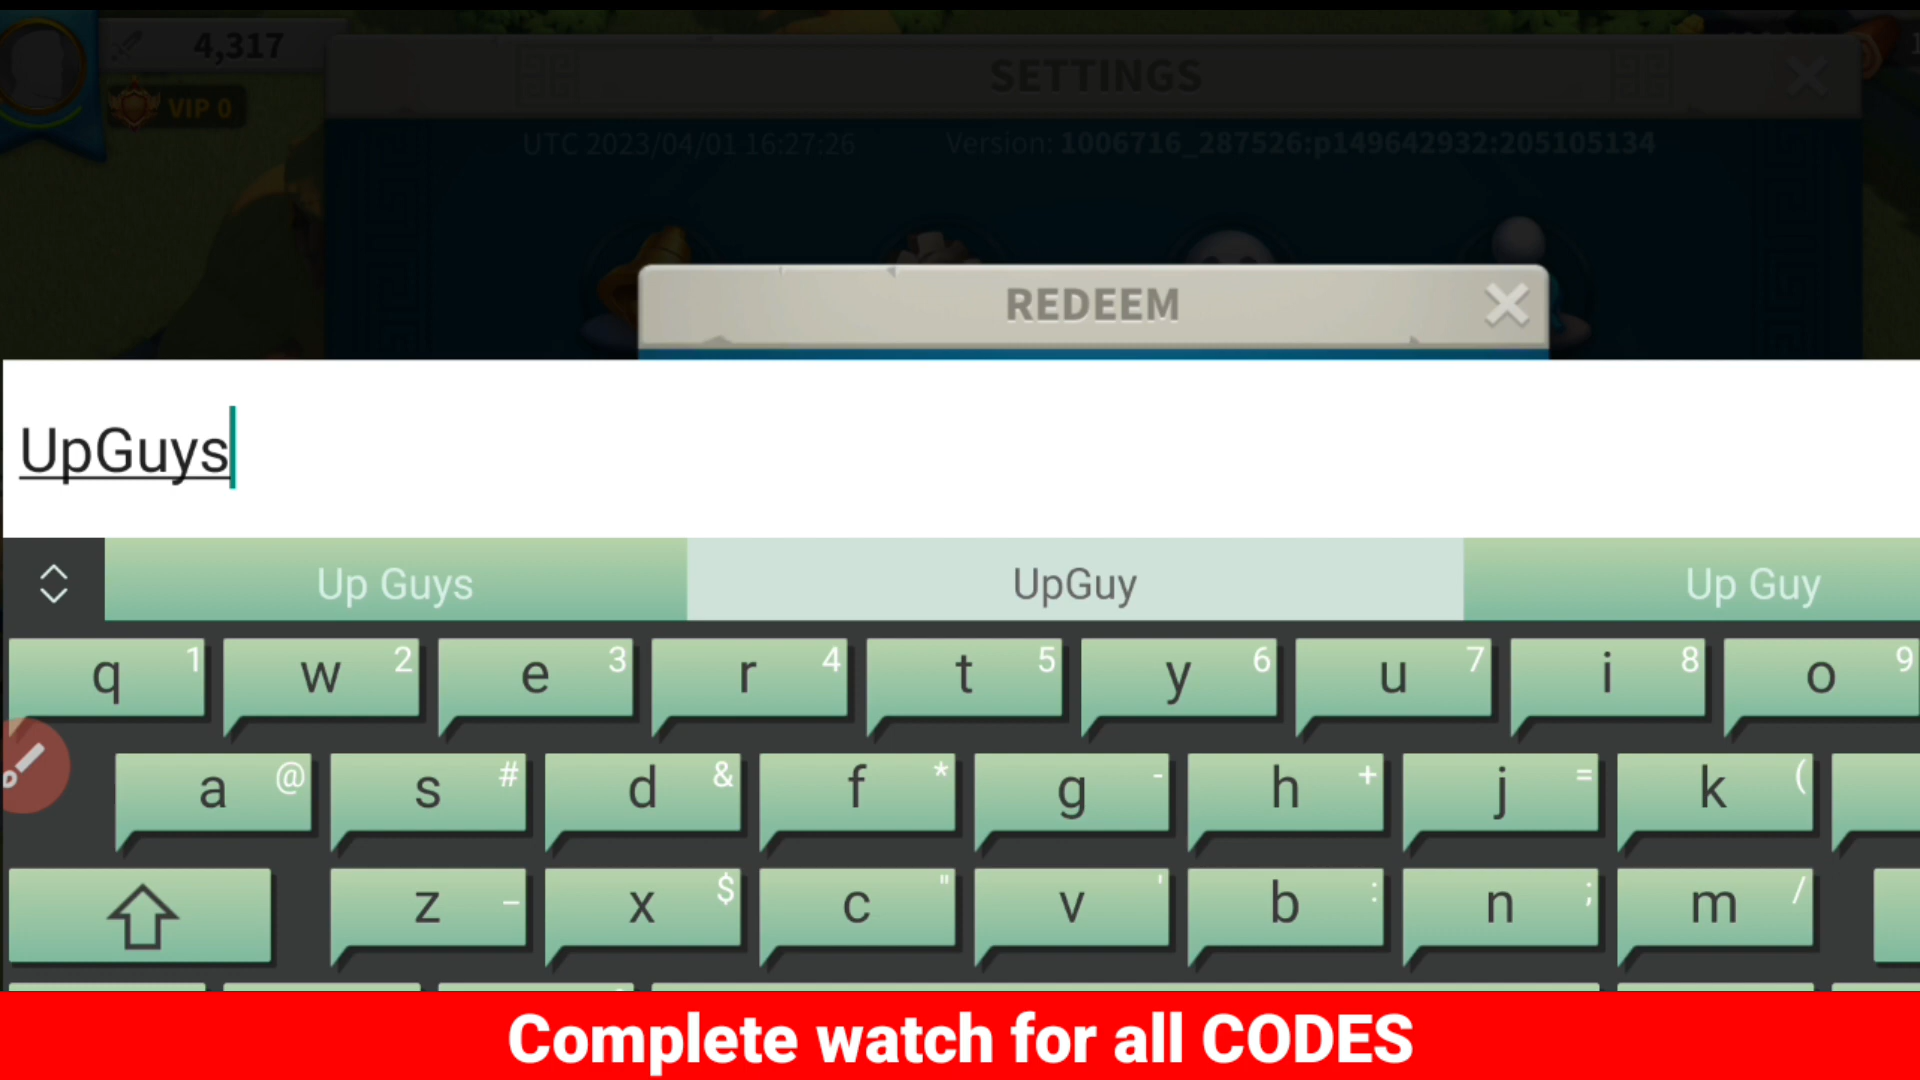 4,317
SETTINGS
VIP 0
UTC 2023/04/01 16:27:26 Version: 1006716_287526:p149642932:205105134
REDEEM
UpGuys
Up Guys UpGuy Up Guy
q 1 w 2 e 3 r 4 t 5 y 6 u 7 i 8 o 9
a @ s # d & f * g - h + j = k (
z _ x $ c " v ' b : n ; m /
Complete watch for all CODES